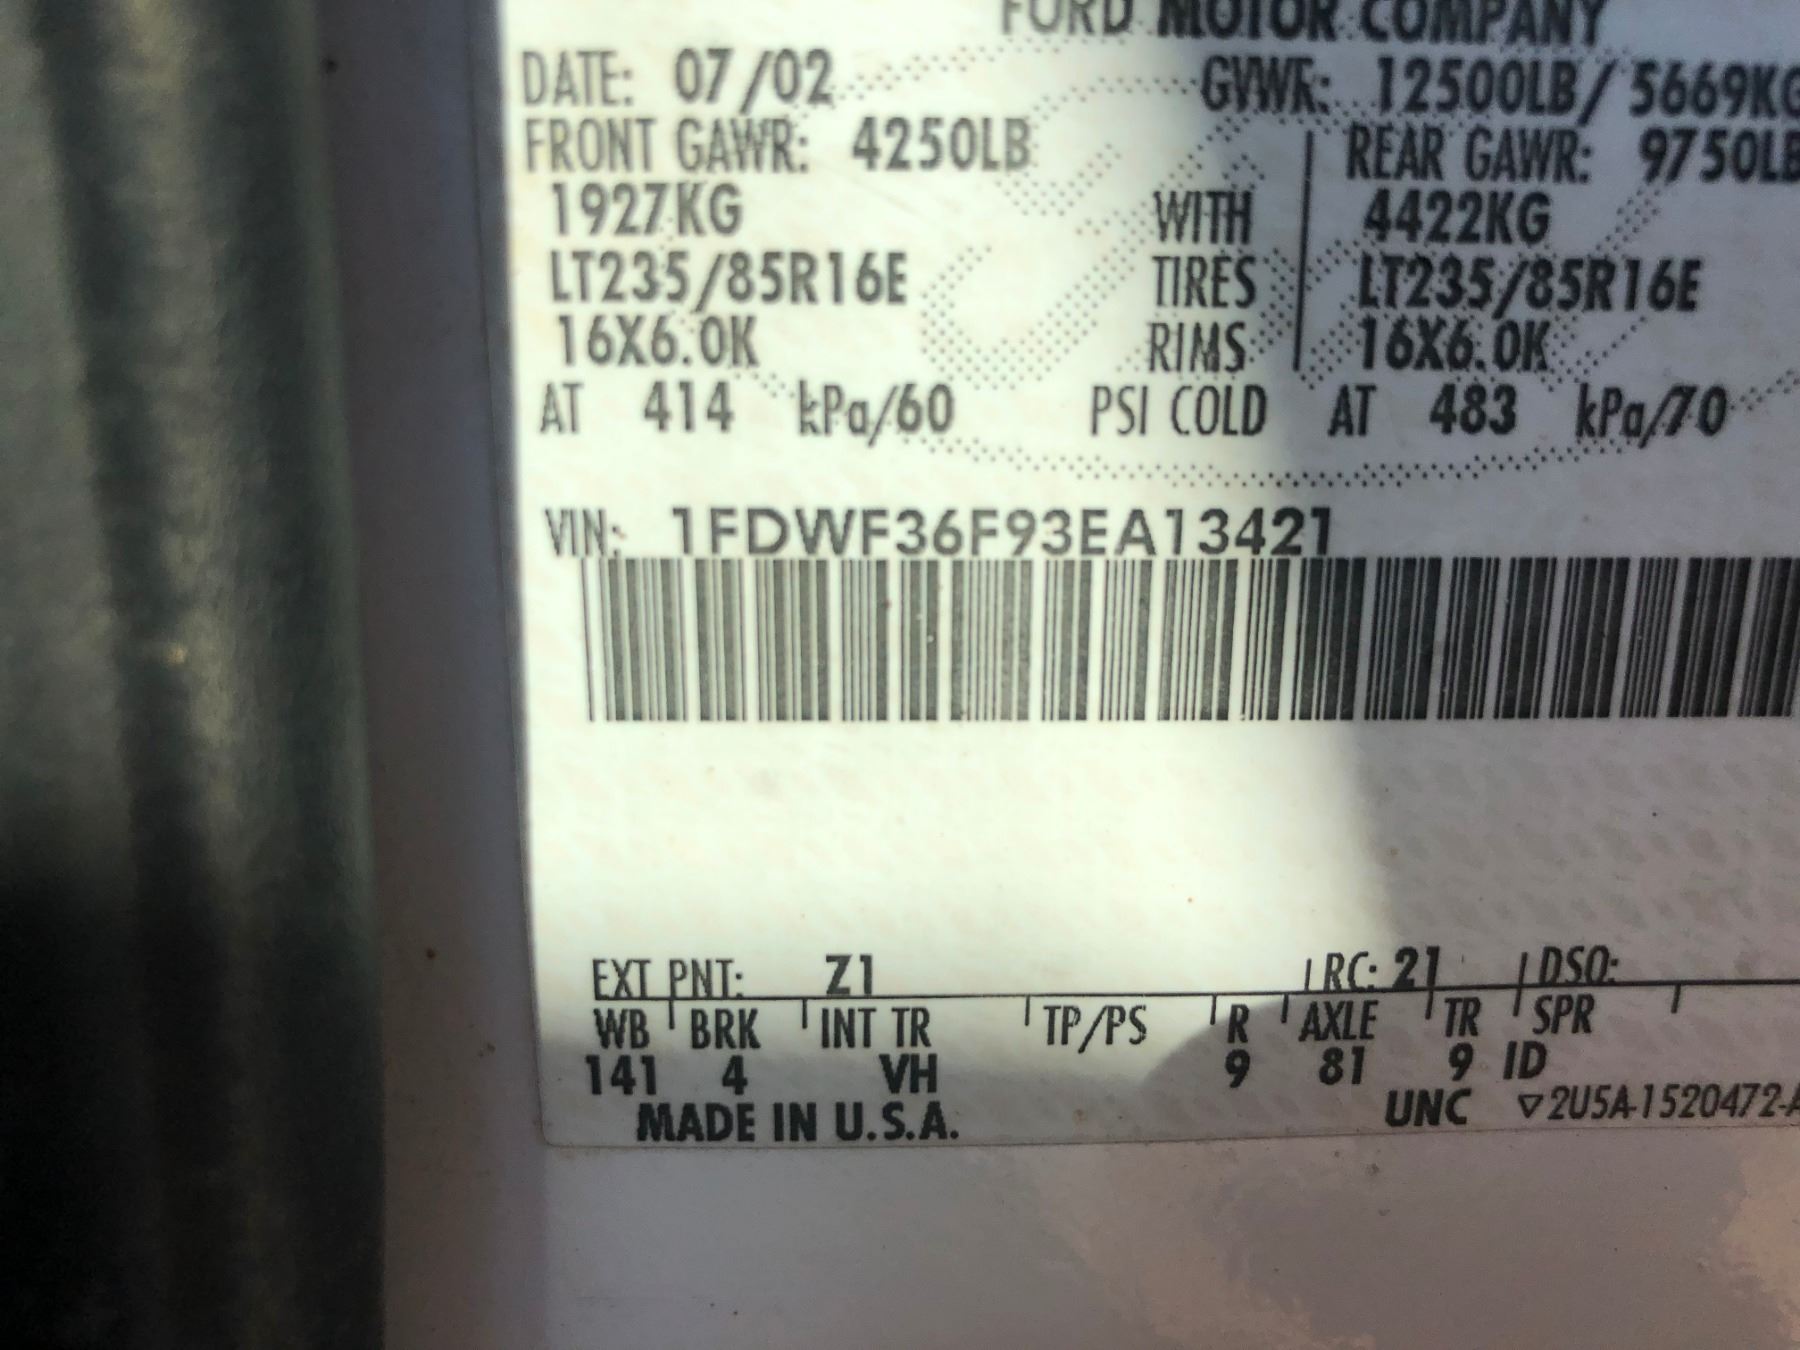 FORD MOTOR COMPANY
DATE: 07/02 GVWR: 12500LB/ 5669KG
FRONT GAWR: 4250LB REAR GAWR: 9750LB
1927KG WITH 4422KG
LT235/85R16E TIRES LT235/85R16E
16X6.0K RIMS 16X6.0K
AT 414 kPa/60 PSI COLD AT 483 kPa/70
VIN: 1FDWF36F93EA13421
EXT PNT: Z1 RC: 21 DSO:
WB BRK INT TR TP/PS R AXLE TR SPR
141 4 VH 9 81 9 ID
MADE IN U.S.A. UNC ▽2U5A-1520472-A